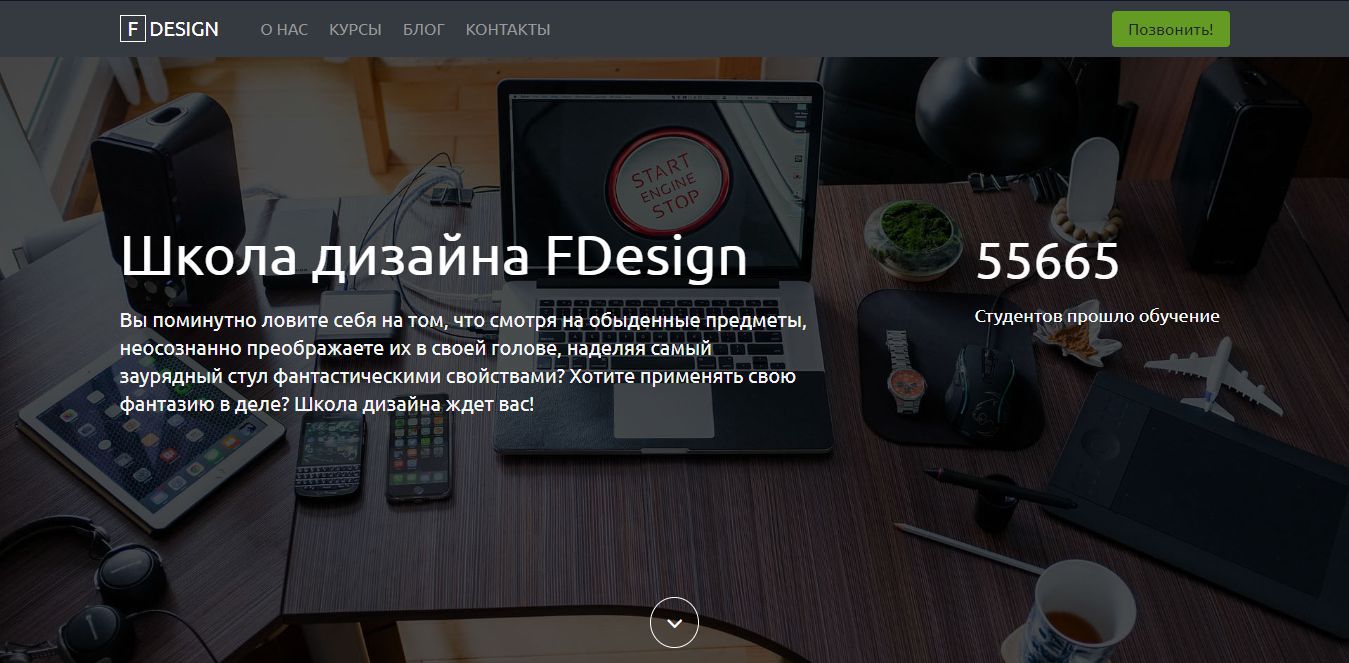 F DESIGN
О НАС
КУРСЫ
БЛОГ
КОНТАКТЫ
Позвонить!
START
ENGINE
STOP
Школа дизайна FDesign
Вы поминутно ловите себя на том, что смотря на обыденные предметы,
неосознанно преображаете их в своей голове, наделяя самый
заурядный стул фантастическими свойствами? Хотите применять свою
фантазию в деле? Школа дизайна ждет вас!
55665
Студентов прошло обучение